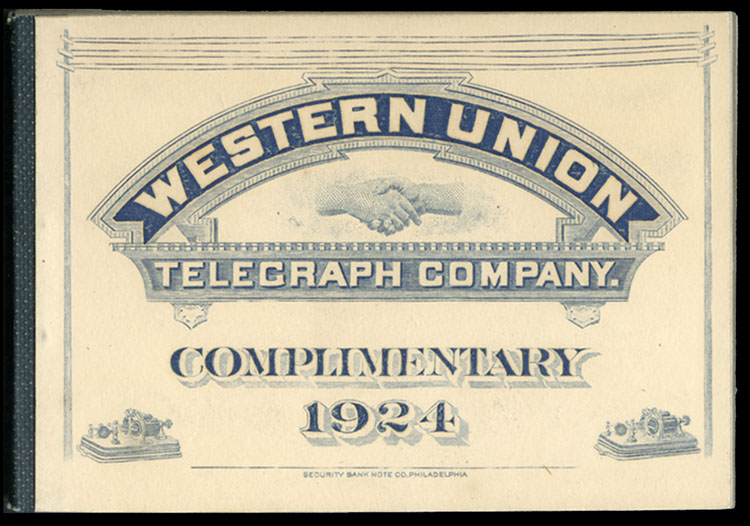 WESTERN UNION
TELEGRAPH COMPANY.
COMPLIMENTARY
1924
SECURITY BANK NOTE CO. PHILADELPHIA